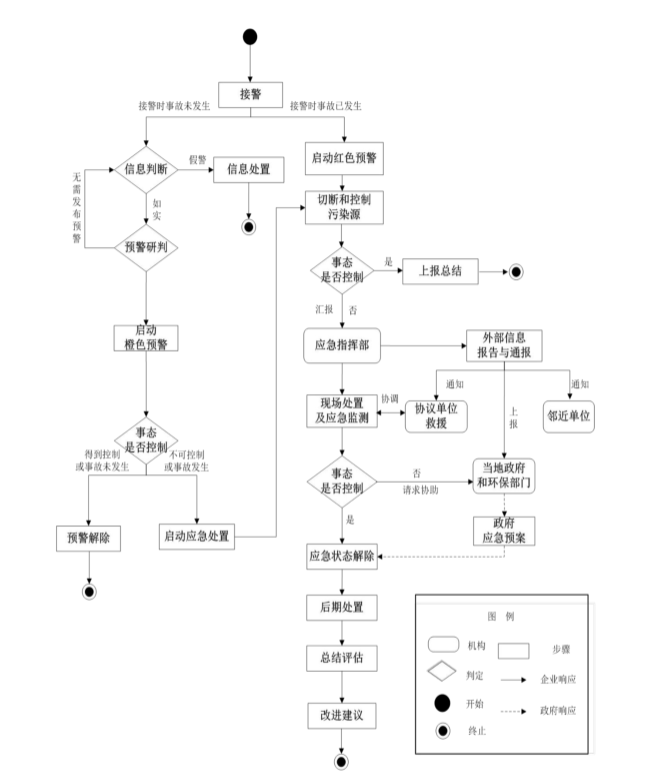 接警
接警时事故未发生
接警时事故已发生
信息判断
假警
信息处置
启动红色预警
无需发布预警
如实
切断和控制
污染源
预警研判
事态
是否控制
是
上报总结
汇报
否
启动
橙色预警
应急指挥部
外部信息
报告与通报
通知
通知
现场处置
及应急监测
协调
协议单位
救援
上报
邻近单位
事态
是否控制
得到控制
或事故未发生
不可控制
或事故发生
事态
是否控制
否
请求协助
当地政府
和环保部门
是
预警解除
启动应急处置
政府
应急预案
应急状态解除
后期处置
总结评估
改进建议
图 例
机构
步骤
判定
企业响应
开始
政府响应
终止